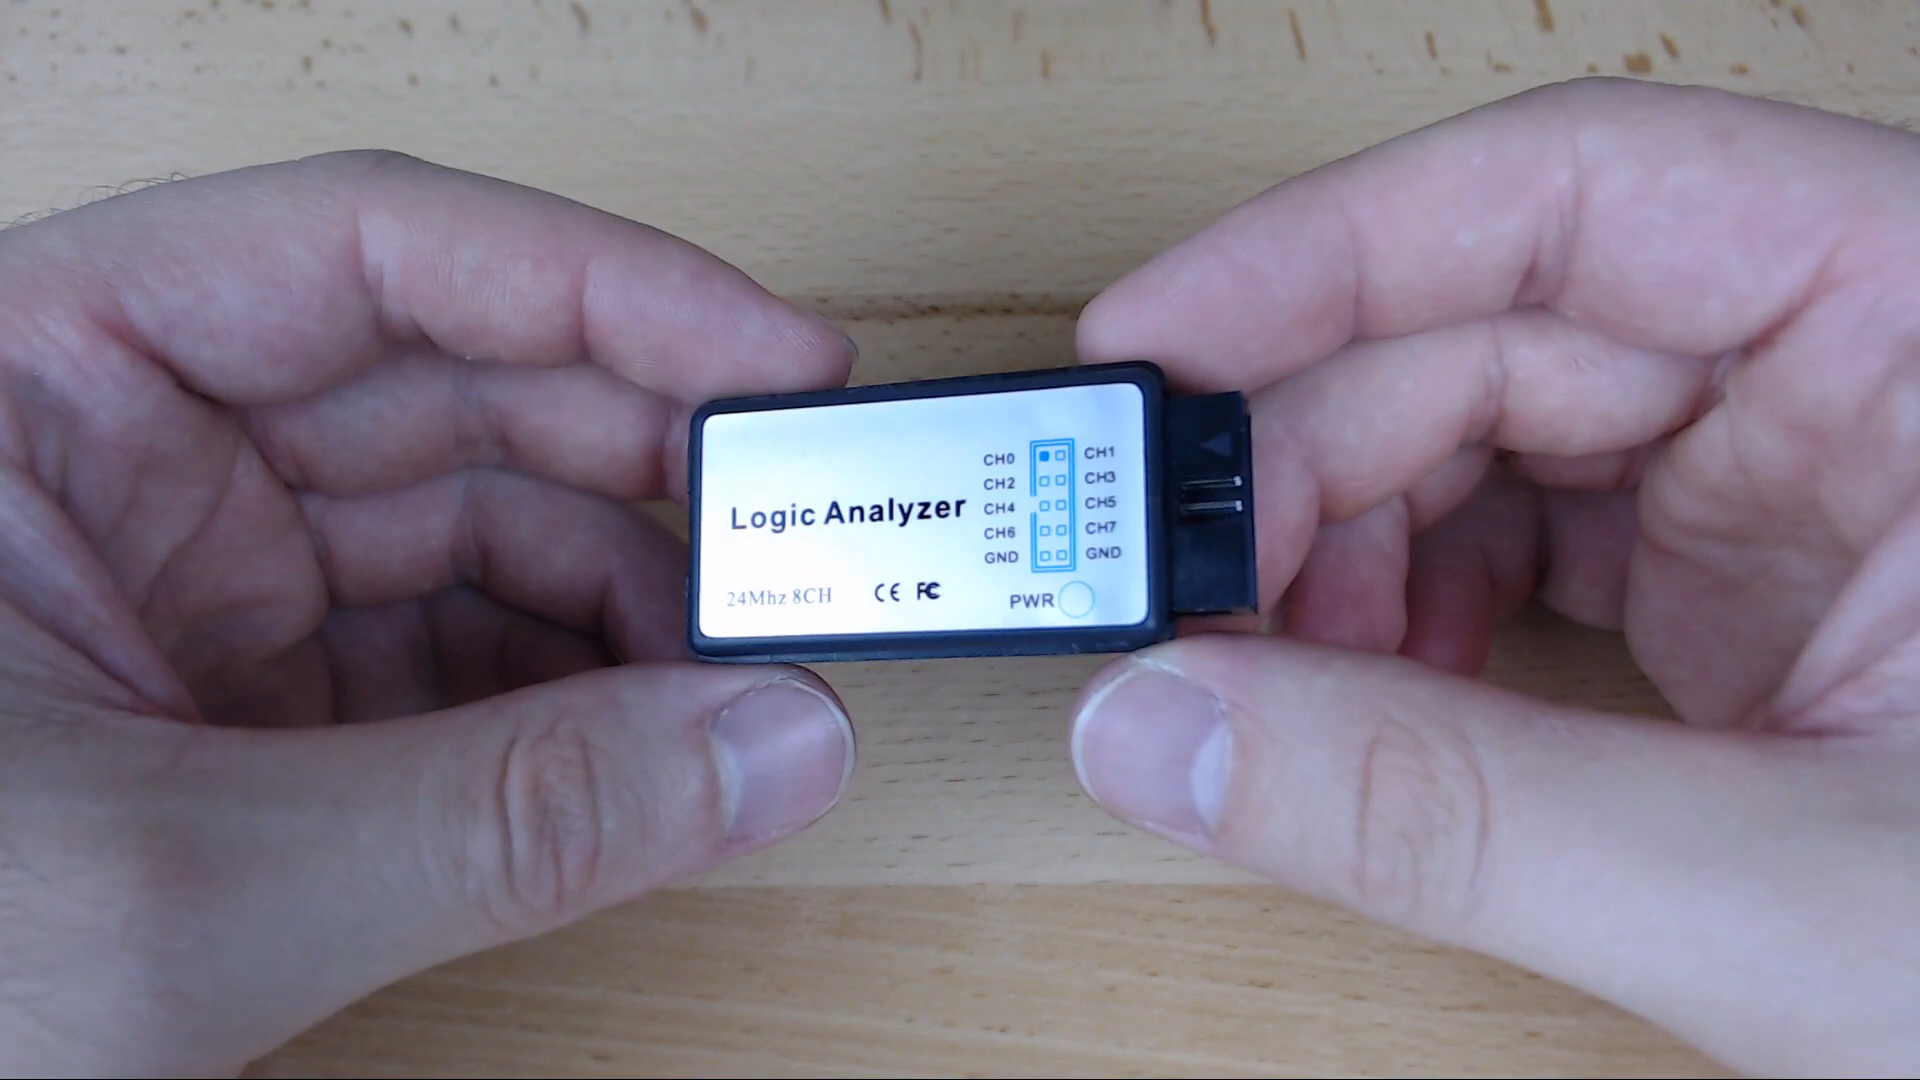 Logic Analyzer
CH0 CH1
CH2 CH3
CH4 CH5
CH6 CH7
GND GND
24Mhz 8CH CE FC PWR